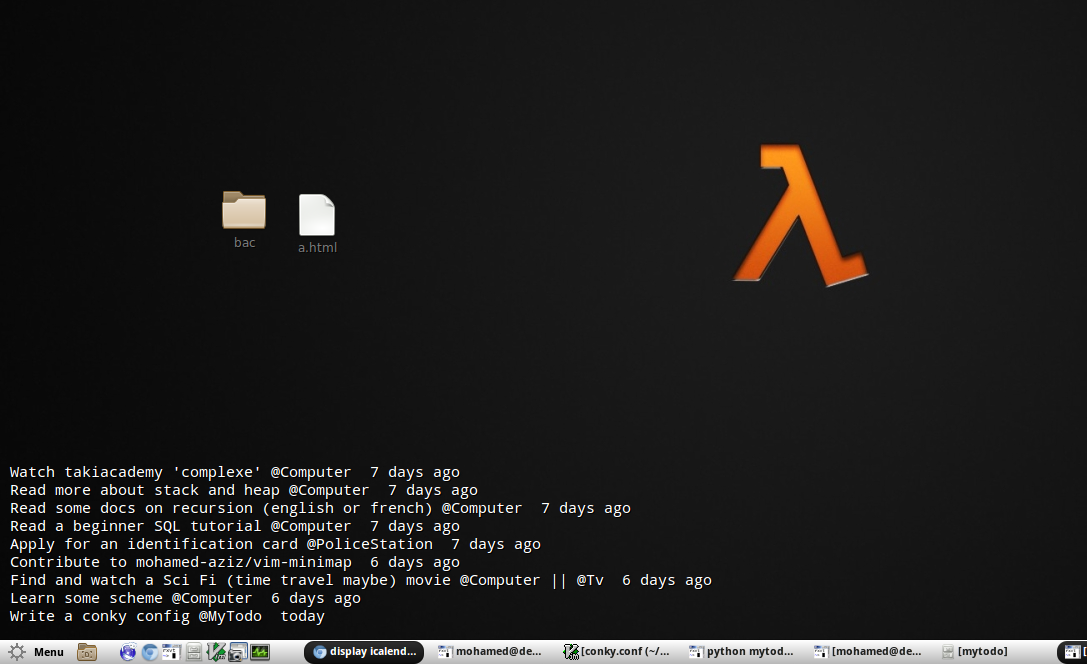 bac
a.html
λ
Watch takiacademy 'complexe' @Computer  7 days ago
Read more about stack and heap @Computer  7 days ago
Read some docs on recursion (english or french) @Computer  7 days ago
Read a beginner SQL tutorial @Computer  7 days ago
Apply for an identification card @PoliceStation  7 days ago
Contribute to mohamed-aziz/vim-minimap  6 days ago
Find and watch a Sci Fi (time travel maybe) movie @Computer || @Tv  6 days ago
Learn some scheme @Computer  6 days ago
Write a conky config @MyTodo  today
Menu display icalend... mohamed@de... [conky.conf (~/... python mytod... [mohamed@de... [mytodo]